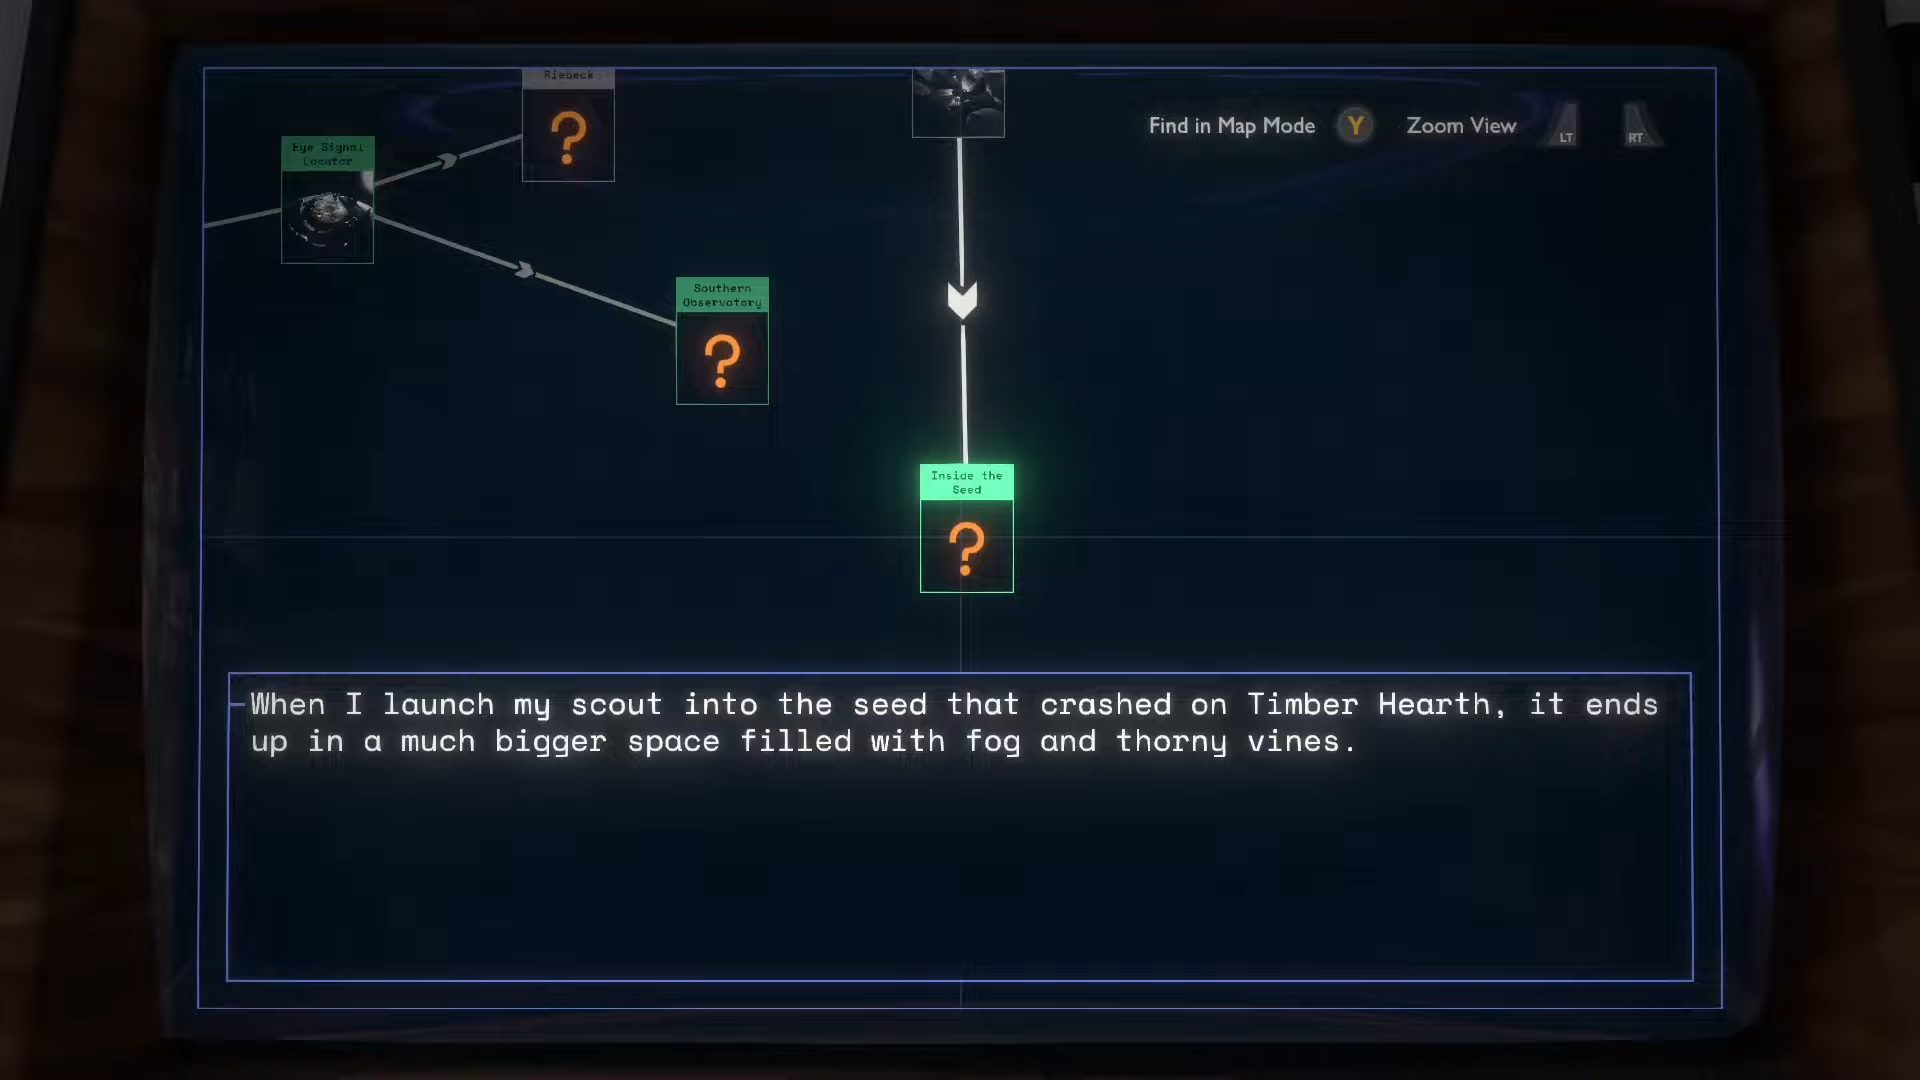 Riebeck
Find in Map Mode Y Zoom View LT RT
Eye Signal
Locator
?
Southern
Observatory
?
Inside the
Seed
?
When I launch my scout into the seed that crashed on Timber Hearth, it ends
up in a much bigger space filled with fog and thorny vines.